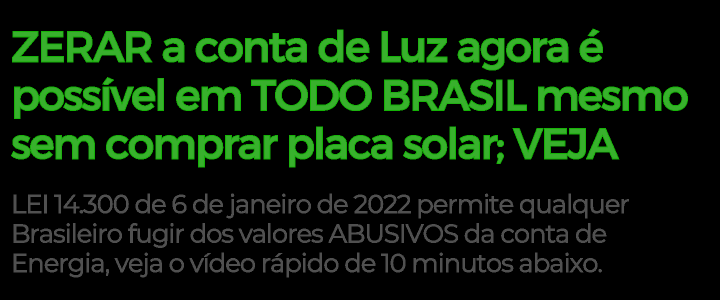 ZERAR a conta de Luz agora é
possível em TODO BRASIL mesmo
sem comprar placa solar; VEJA
LEI 14.300 de 6 de janeiro de 2022 permite qualquer
Brasileiro fugir dos valores ABUSIVOS da conta de
Energia, veja o vídeo rápido de 10 minutos abaixo.